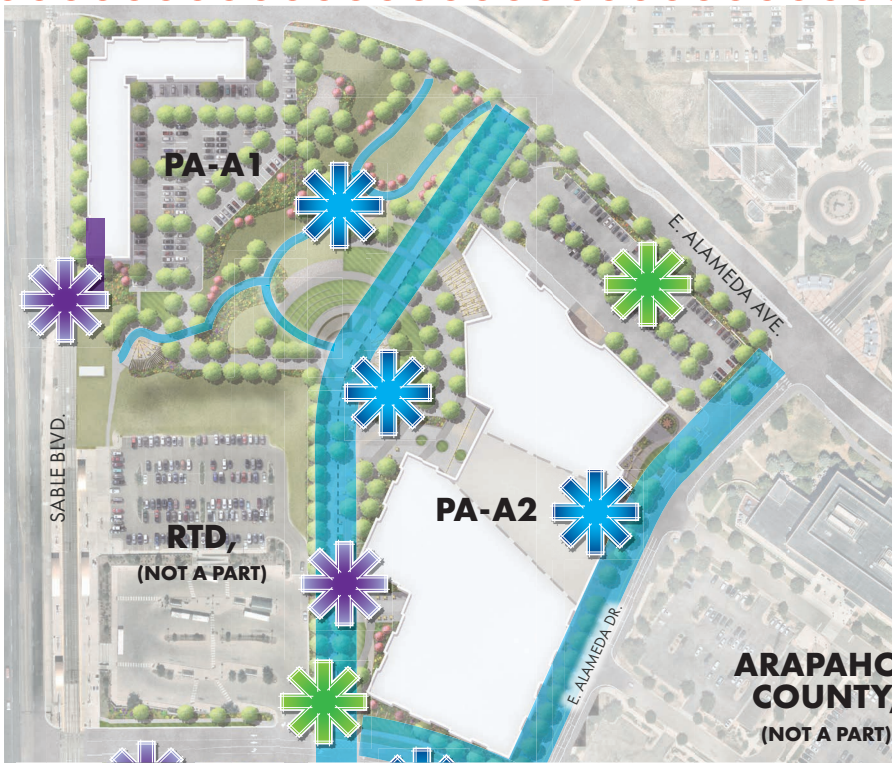 PA-A1
E. ALAMEDA AVE.
SABLE BLVD.
PA-A2
RTD,
(NOT A PART)
E. ALAMEDA DR.
ARAPAHO
COUNTY,
(NOT A PART)